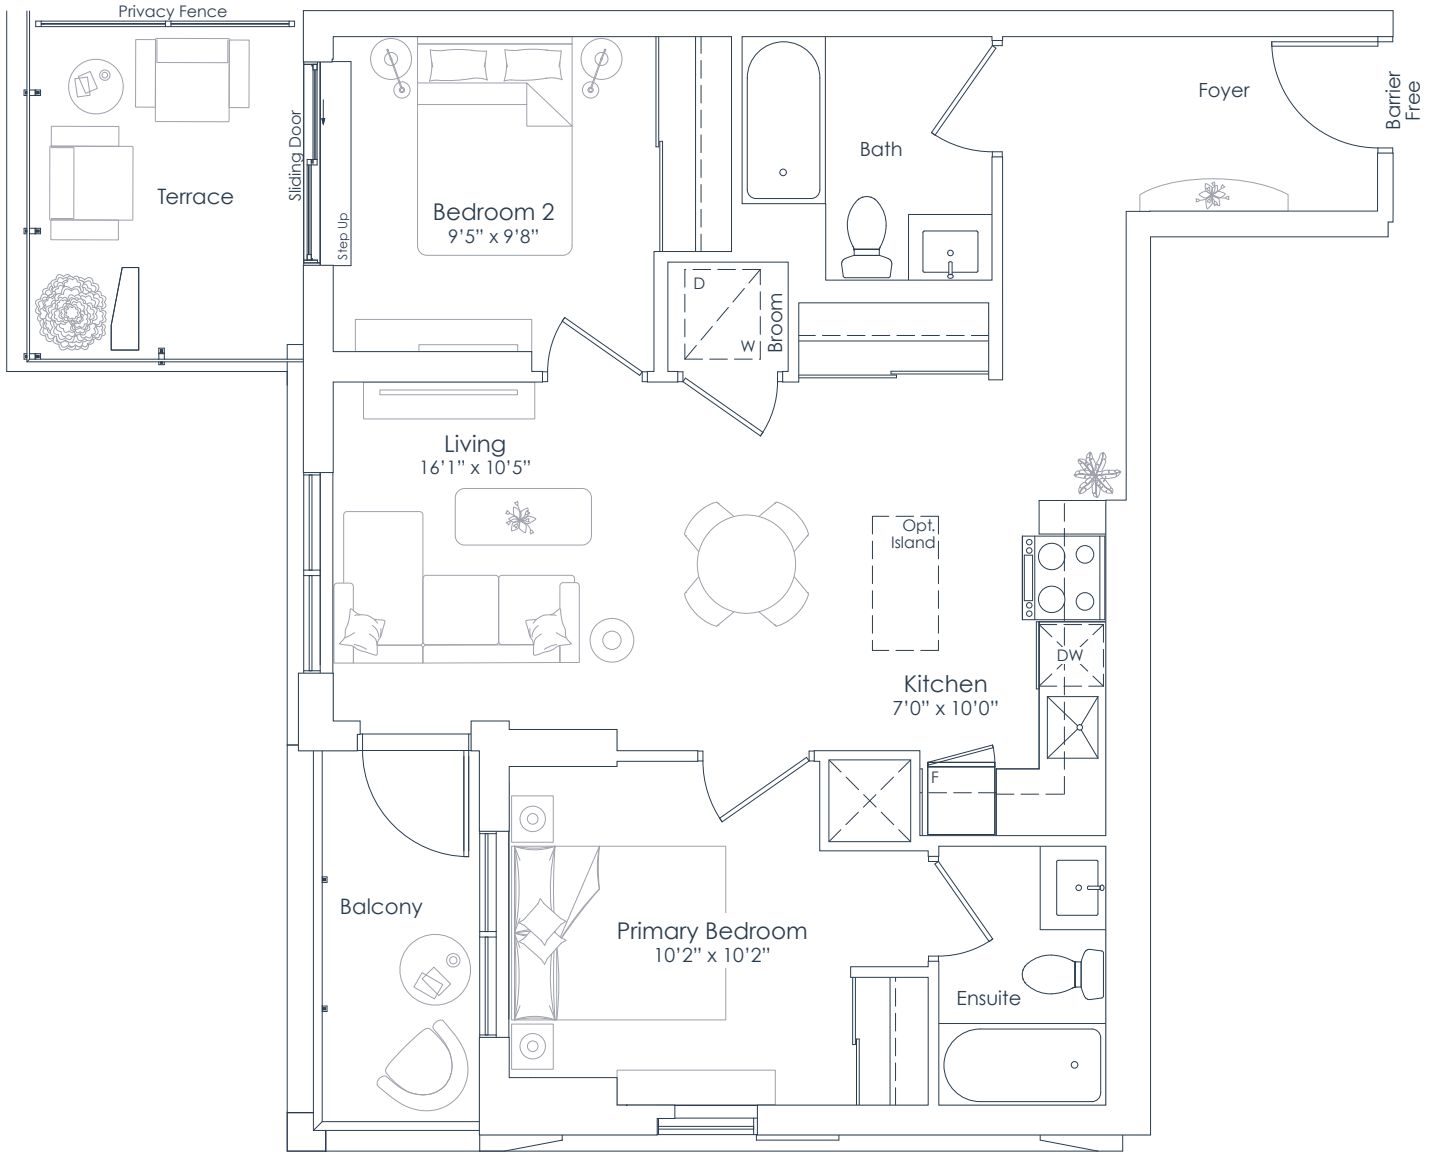 Privacy Fence
Terrace
Sliding Door
Step Up
Bedroom 2
9’5” x 9’8”
Bath
Foyer
Barrier
Free
D
W
Broom
Living
16’1” x 10’5”
Opt.
Island
DW
Kitchen
7’0” x 10’0”
F
Balcony
Primary Bedroom
10’2” x 10’2”
Ensuite